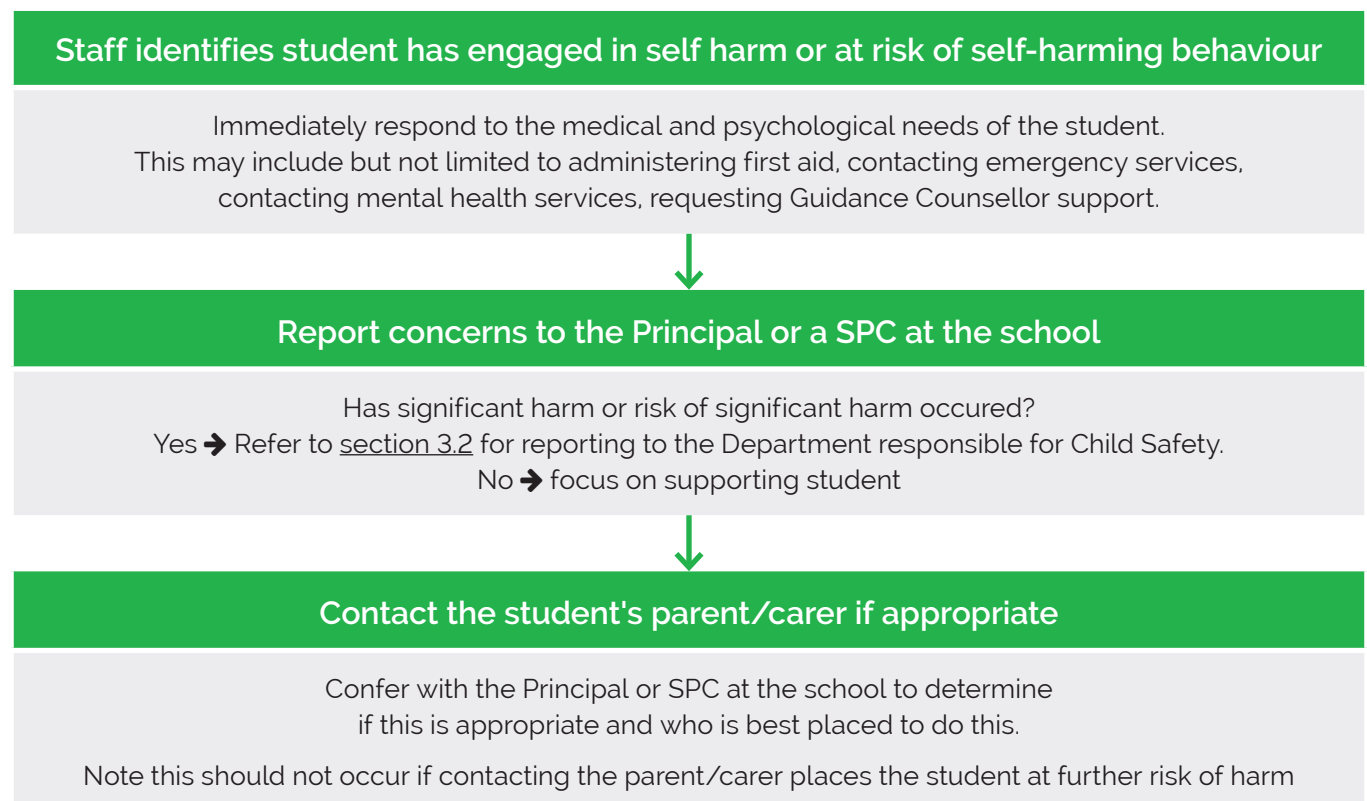 Staff identifies student has engaged in self harm or at risk of self-harming behaviour
Immediately respond to the medical and psychological needs of the student.
This may include but not limited to administering first aid, contacting emergency services,
contacting mental health services, requesting Guidance Counsellor support.
Report concerns to the Principal or a SPC at the school
Has significant harm or risk of significant harm occured?
Yes ➔ Refer to section 3.2 for reporting to the Department responsible for Child Safety.
No ➔ focus on supporting student
Contact the student's parent/carer if appropriate
Confer with the Principal or SPC at the school to determine
if this is appropriate and who is best placed to do this.
Note this should not occur if contacting the parent/carer places the student at further risk of harm